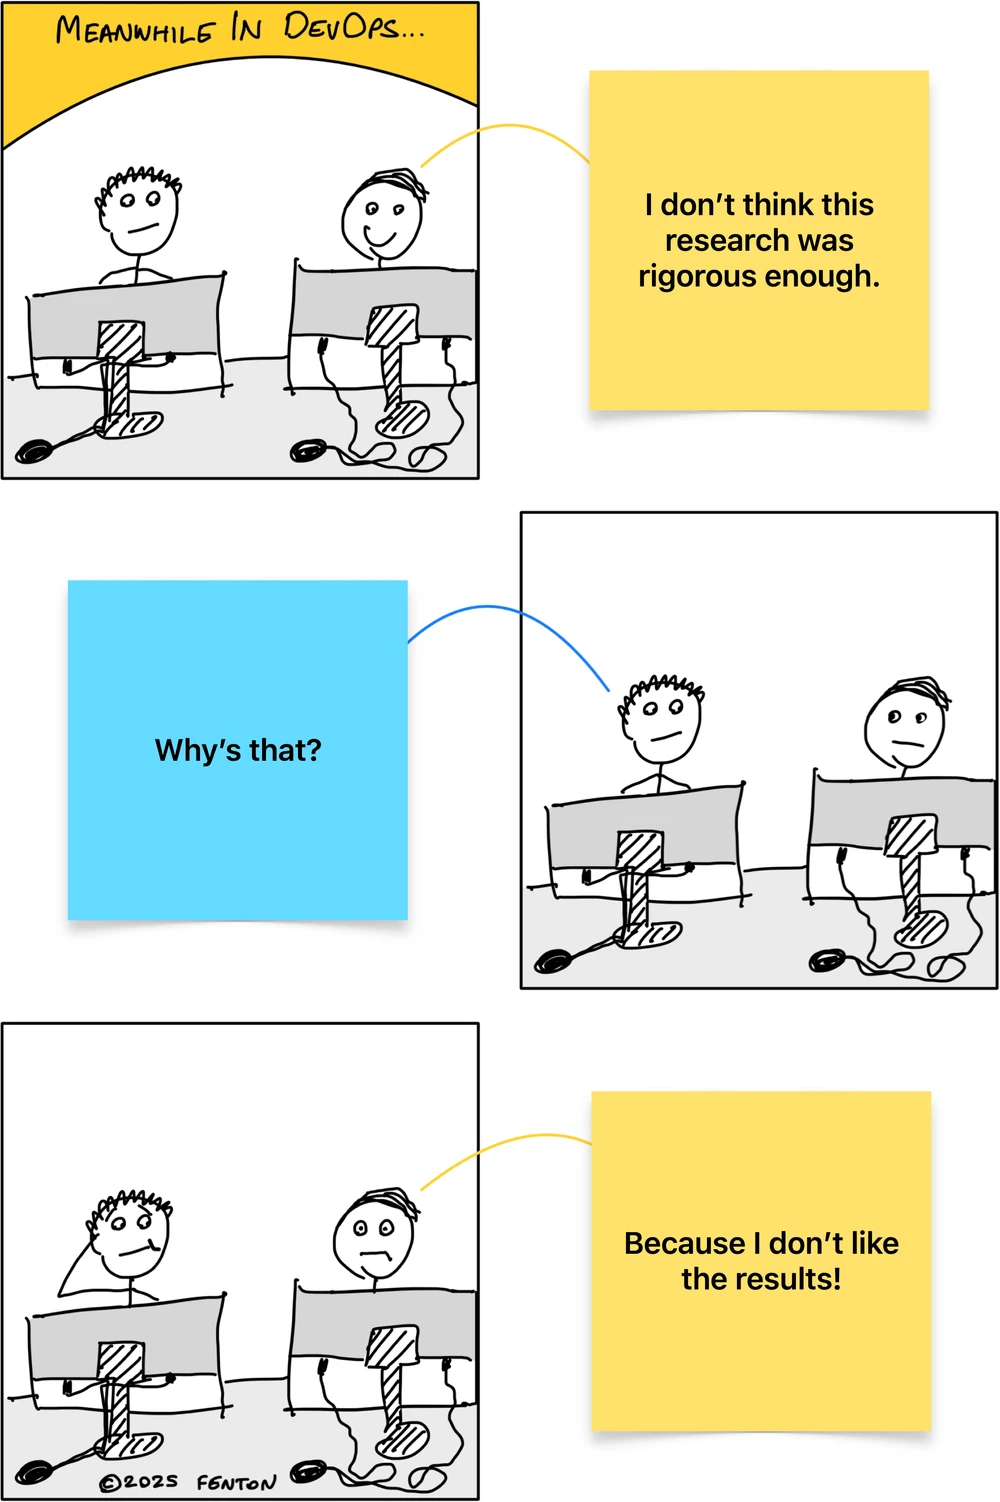 MEANWHILE IN DEVOPS...
I don’t think this
research was
rigorous enough.
Why’s that?
Because I don’t like
the results!
©2025 FENTON